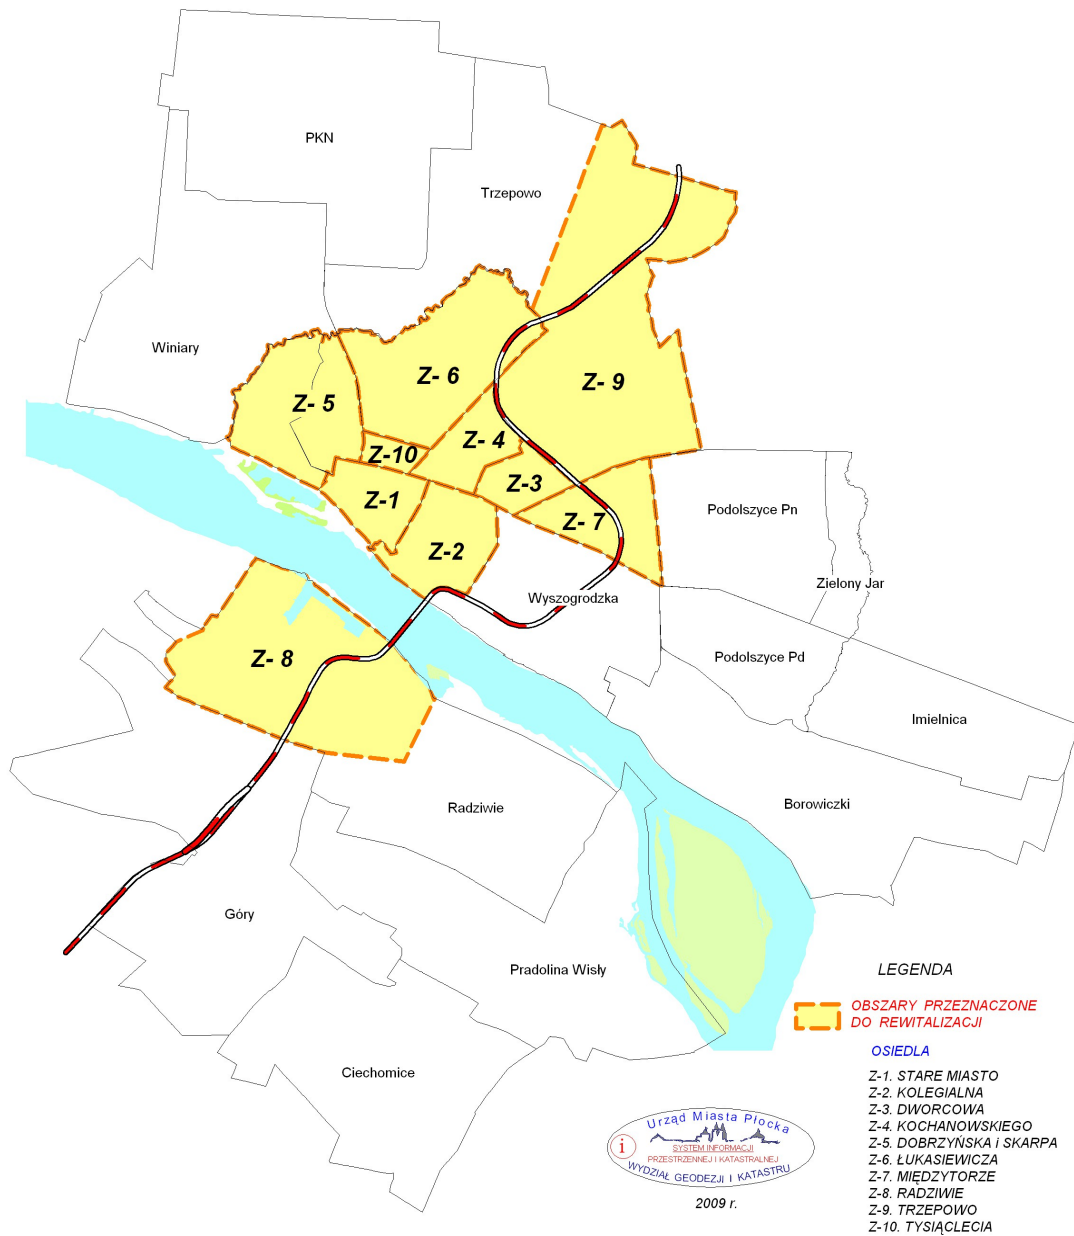 PKN
Trzepowo
Winiary
Z- 6
Z- 9
Z- 5
Z- 4
Z-10
Z-3
Z-1
Z- 7
Podolszyce Pn
Z-2
Zielony Jar
Wyszogrodzka
Z- 8
Podolszyce Pd
Imielnica
Radziwie
Borowiczki
Góry
Pradolina Wisły
Ciechomice
LEGENDA
OBSZARY PRZEZNACZONE
DO REWITALIZACJI
OSIEDLA
Z-1. STARE MIASTO
Z-2. KOLEGIALNA
Z-3. DWORCOWA
Z-4. KOCHANOWSKIEGO
Z-5. DOBRZYŃSKA i SKARPA
Z-6. ŁUKASIEWICZA
Z-7. MIĘDZYTORZE
Z-8. RADZIWIE
Z-9. TRZEPOWO
Z-10. TYSIĄCLECIA
Urząd Miasta Płocka
i
SYSTEM INFORMACJI
PRZESTRZENNEJ I KATASTRALNEJ
WYDZIAŁ GEODEZJI I KATASTRU
2009 r.